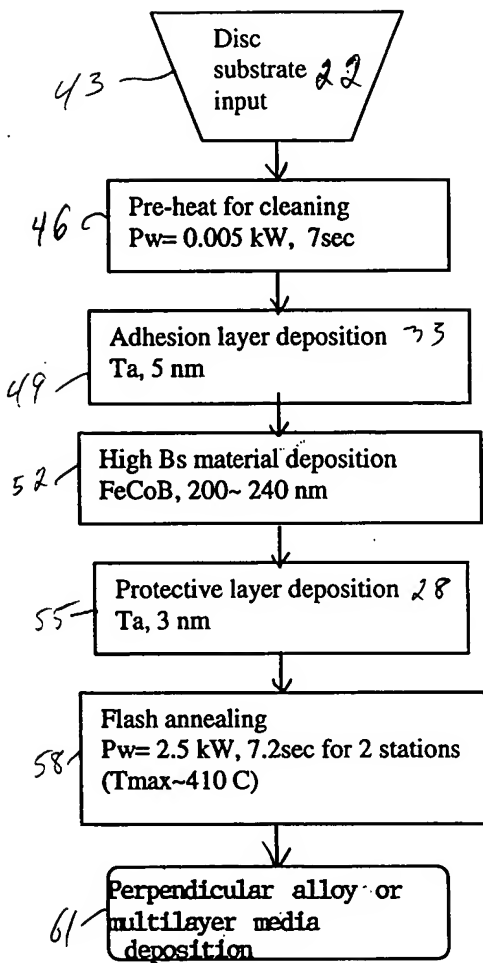 Disc
substrate 22
input
43
Pre-heat for cleaning
Pw= 0.005 kW, 7sec
46
Adhesion layer deposition 33
Ta, 5 nm
49
High Bs material deposition
FeCoB, 200~ 240 nm
52
Protective layer deposition 28
Ta, 3 nm
55
Flash annealing
Pw= 2.5 kW, 7.2sec for 2 stations
(Tmax~410 C)
58
Perpendicular alloy or
multilayer media
deposition
61